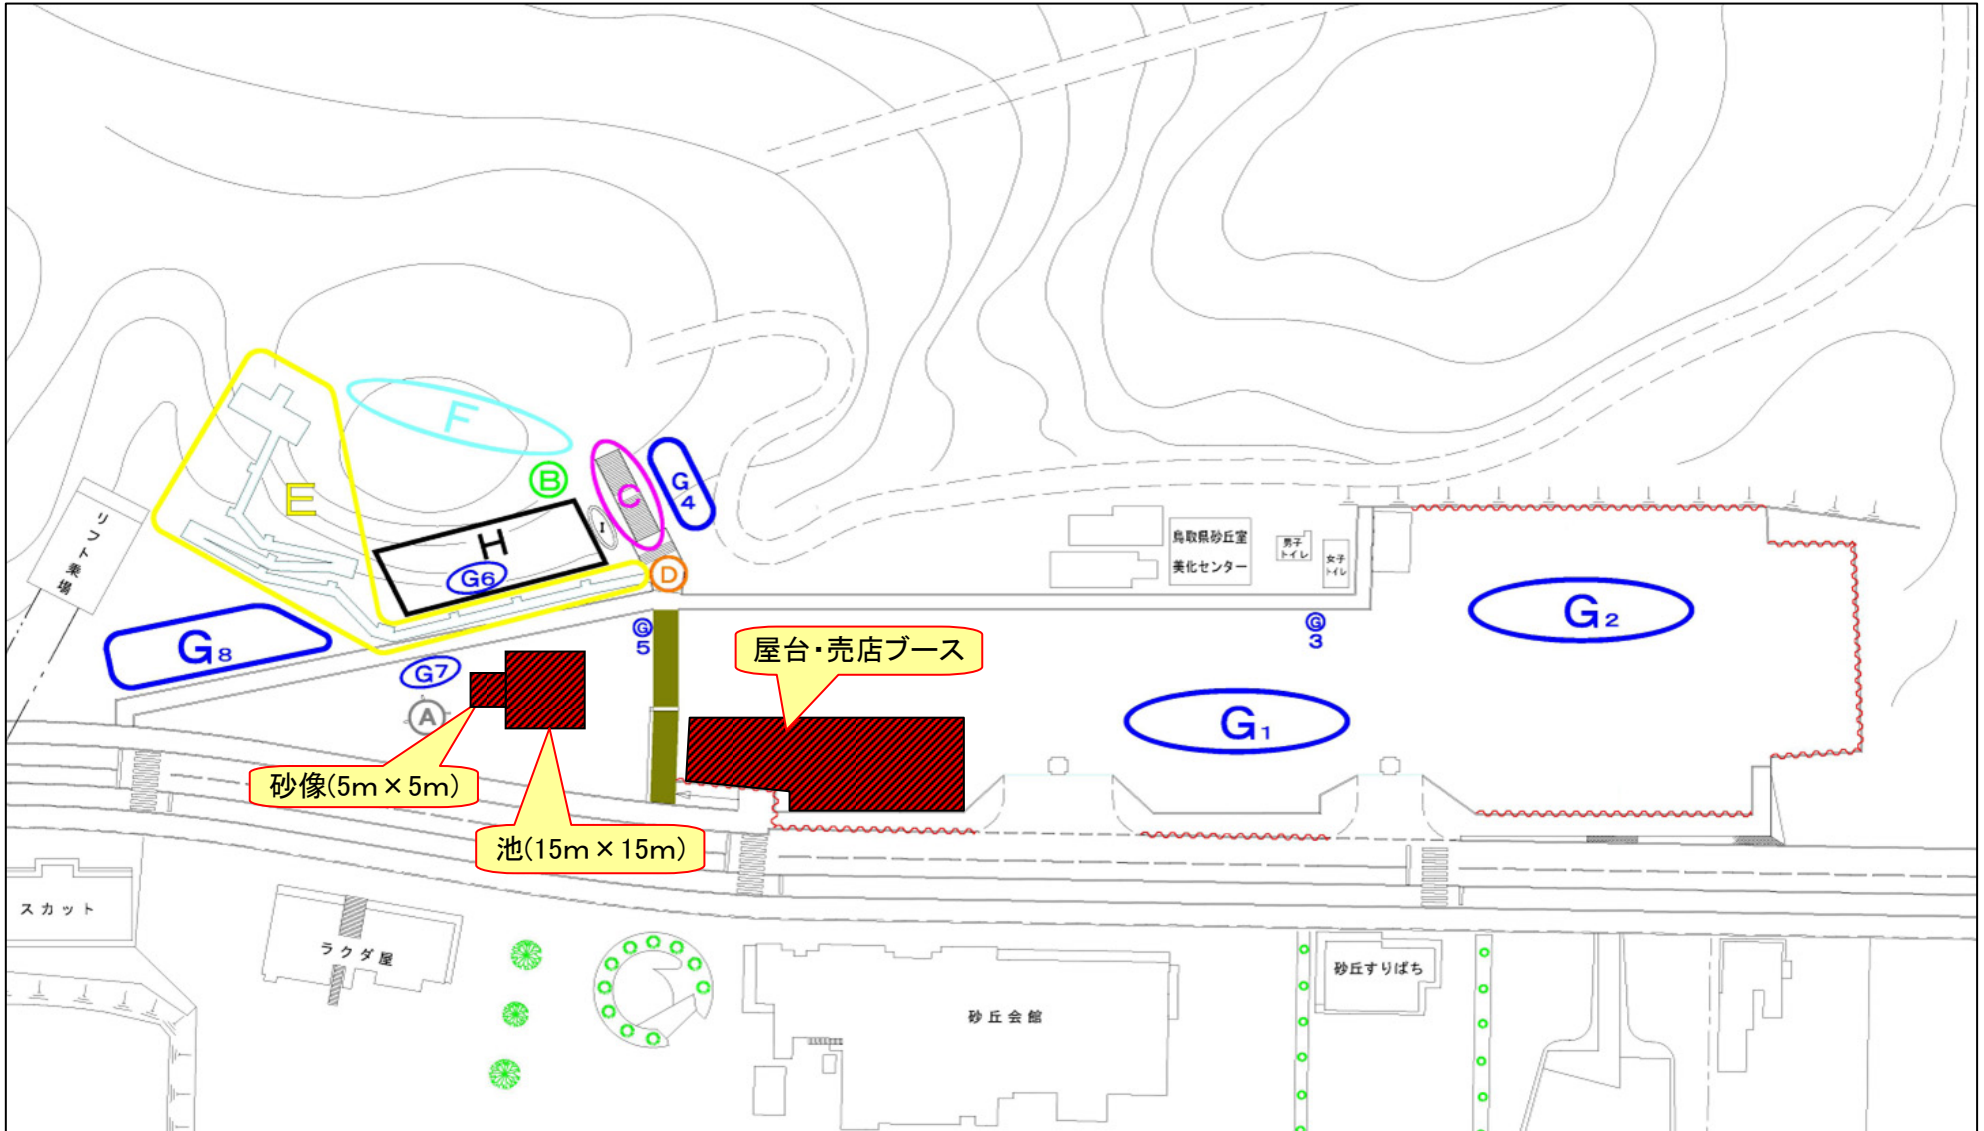 F
E
B
C
G
4
H
I
G6
D
リフト乗場
鳥取県砂丘室
美化センター
男子
トイレ
女子
トイレ
G8
G
5
G7
A
屋台・売店ブース
G
3
G2
G1
砂像(5m×5m)
池(15m×15m)
スカット
ラクダ屋
砂丘会館
砂丘すりばち